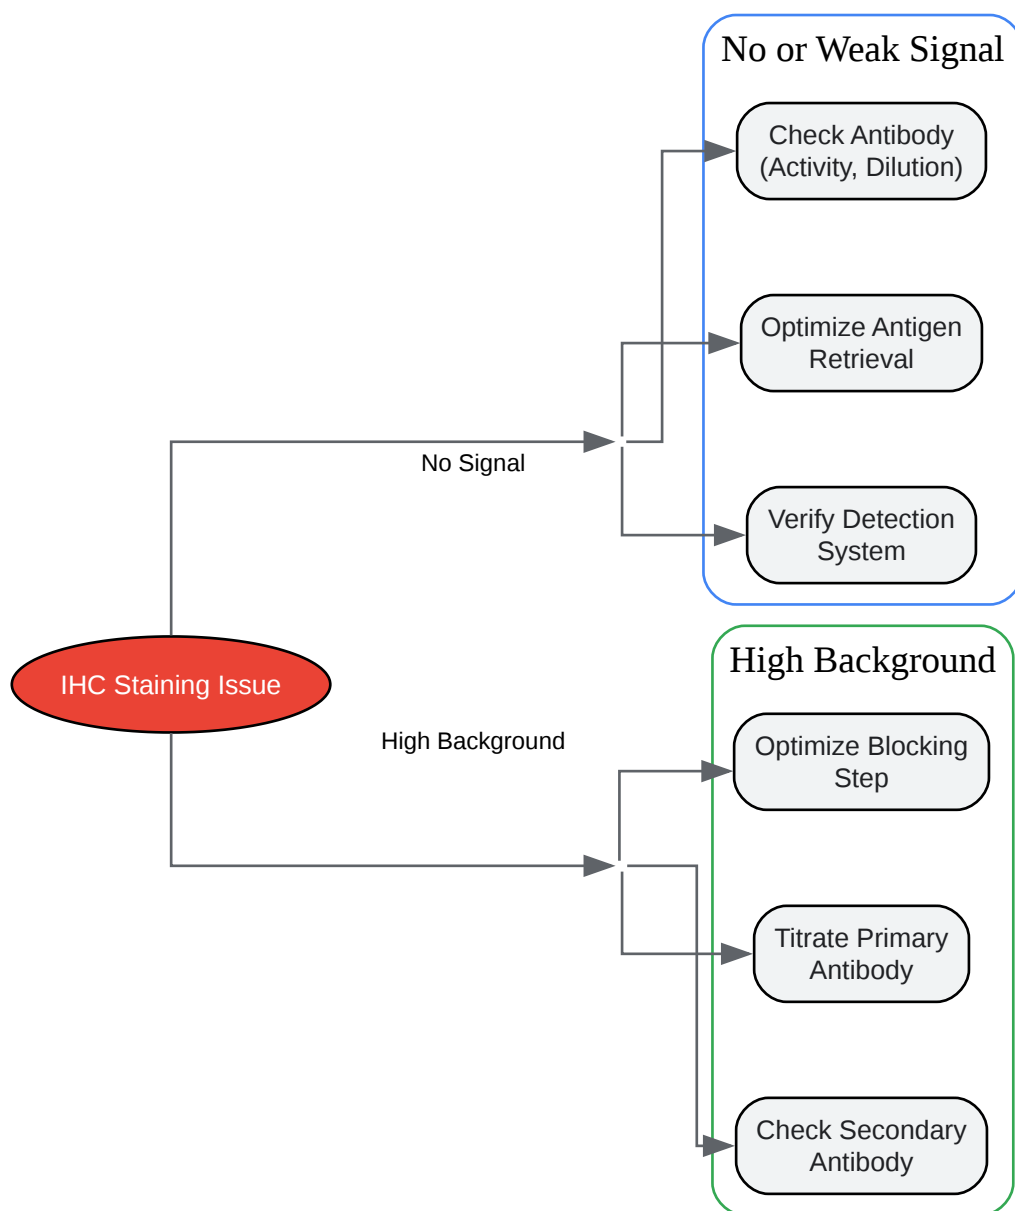 No or Weak Signal
Check Antibody
(Activity, Dilution)
Optimize Antigen
Retrieval
No Signal
Verify Detection
System
IHC Staining Issue
High Background
High Background
Optimize Blocking
Step
Titrate Primary
Antibody
Check Secondary
Antibody